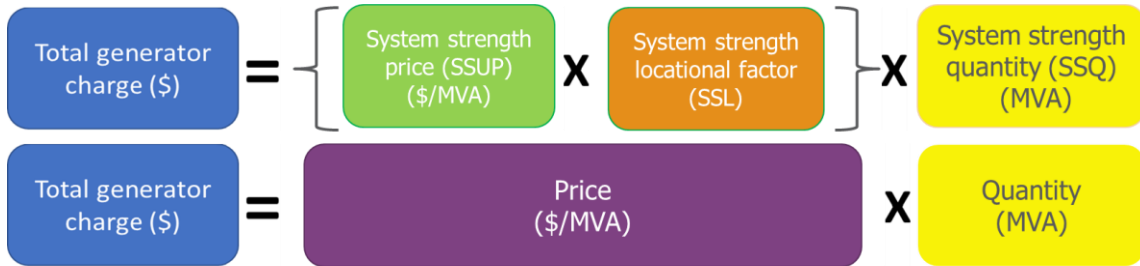 Total generator
charge ($)
=
System strength
price (SSUP)
($/MVA)
X
System strength
locational factor
(SSL)
X
System strength
quantity (SSQ)
(MVA)
Total generator
charge ($)
=
Price
($/MVA)
X
Quantity
(MVA)